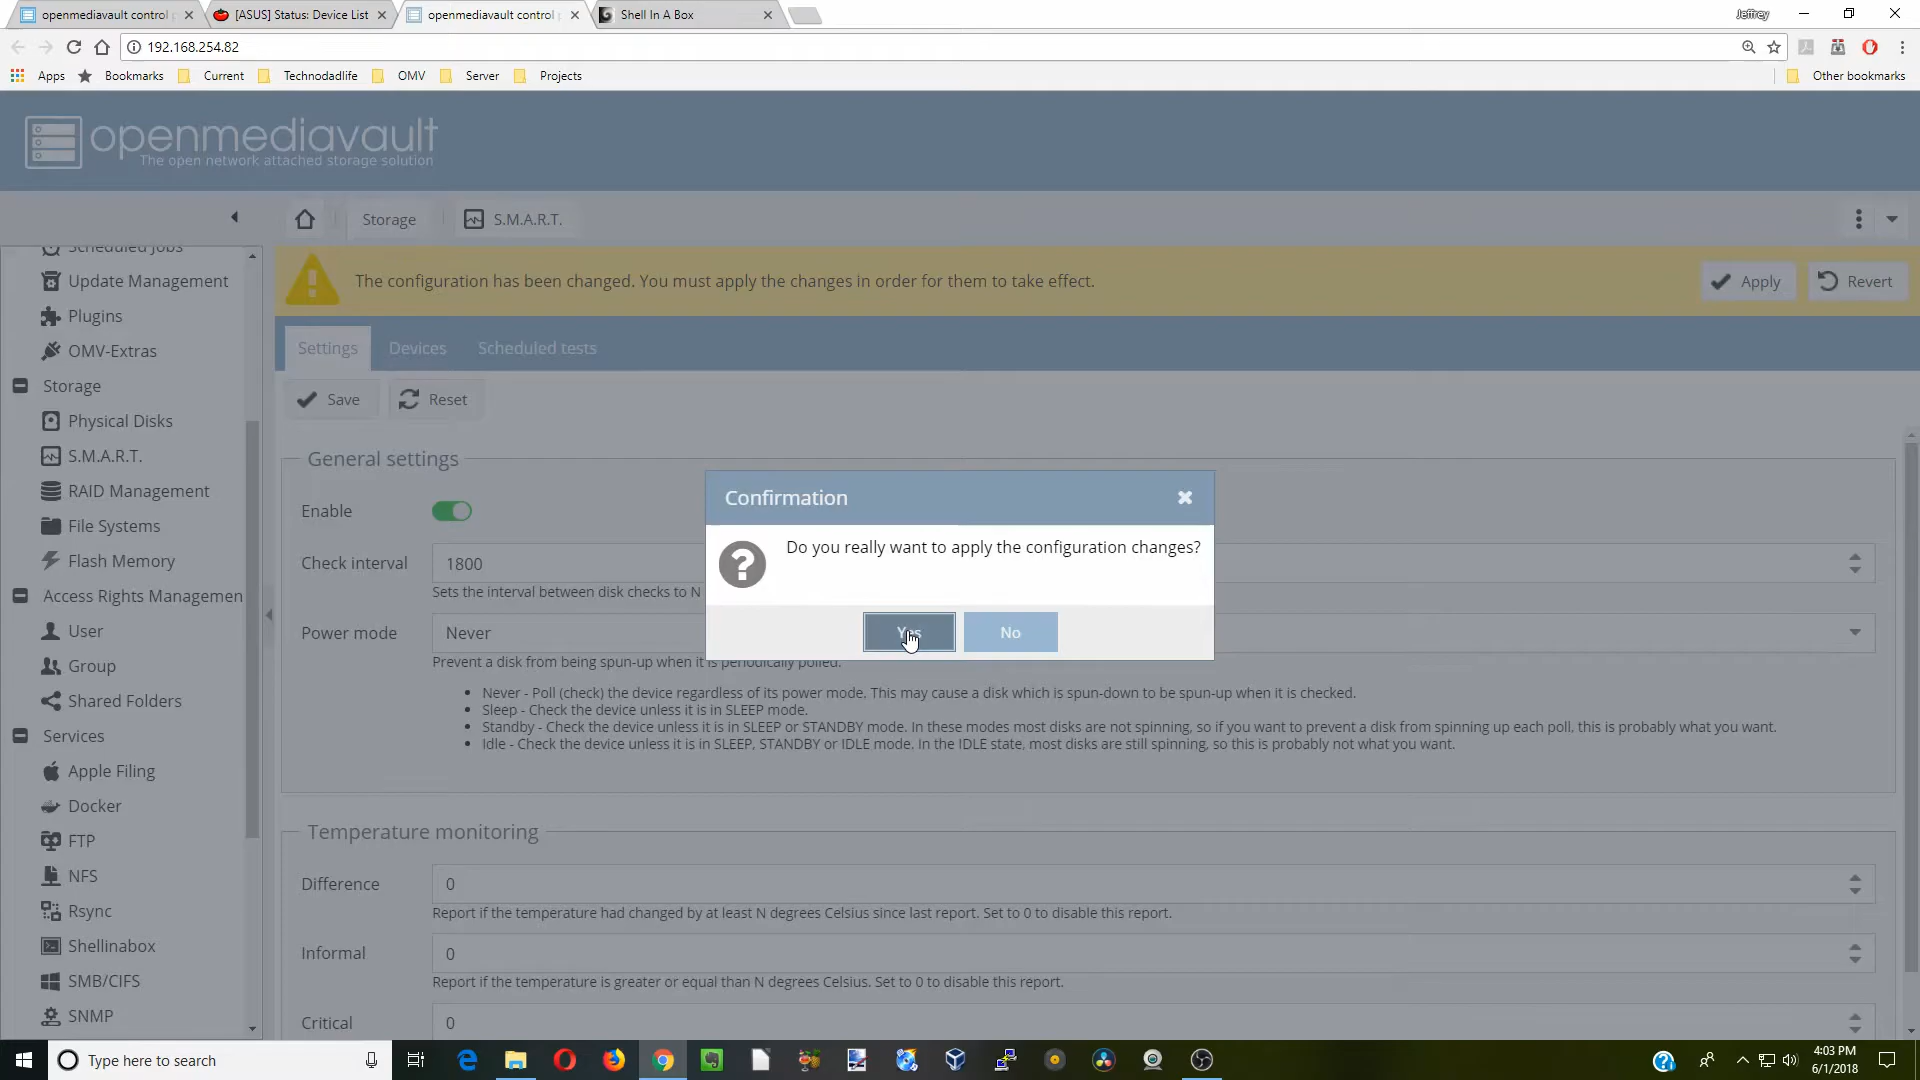 openmediavault control
[ASUS] Status: Device List
openmediavault control
Shell In A Box
Jeffrey
192.168.254.82
Apps
Bookmarks
Current
Technodadlife
OMV
Server
Projects
Other bookmarks
openmediavault
The open network attached storage solution
Storage
S.M.A.R.T.
Scheduled Jobs
Update Management
Plugins
OMV-Extras
Storage
Physical Disks
S.M.A.R.T.
RAID Management
File Systems
Flash Memory
Access Rights Managemen
User
Group
Shared Folders
Services
Apple Filing
Docker
FTP
NFS
Rsync
Shellinabox
SMB/CIFS
SNMP
The configuration has been changed. You must apply the changes in order for them to take effect.
Apply
Revert
Settings
Devices
Scheduled tests
Save
Reset
General settings
Enable
Check interval
1800
Sets the interval between disk checks to N
Power mode
Never
Prevent a disk from being spun-up when it is periodically polled.
Never - Poll (check) the device regardless of its power mode. This may cause a disk which is spun-down to be spun-up when it is checked.
Sleep - Check the device unless it is in SLEEP mode.
Standby - Check the device unless it is in SLEEP or STANDBY mode. In these modes most disks are not spinning, so if you want to prevent a disk from spinning up each poll, this is probably what you want.
Idle - Check the device unless it is in SLEEP, STANDBY or IDLE mode. In the IDLE state, most disks are still spinning, so this is probably not what you want.
Confirmation
Do you really want to apply the configuration changes?
Yes
No
Temperature monitoring
Difference
0
Report if the temperature had changed by at least N degrees Celsius since last report. Set to 0 to disable this report.
Informal
0
Report if the temperature is greater or equal than N degrees Celsius. Set to 0 to disable this report.
Critical
0
Type here to search
4:03 PM
6/1/2018